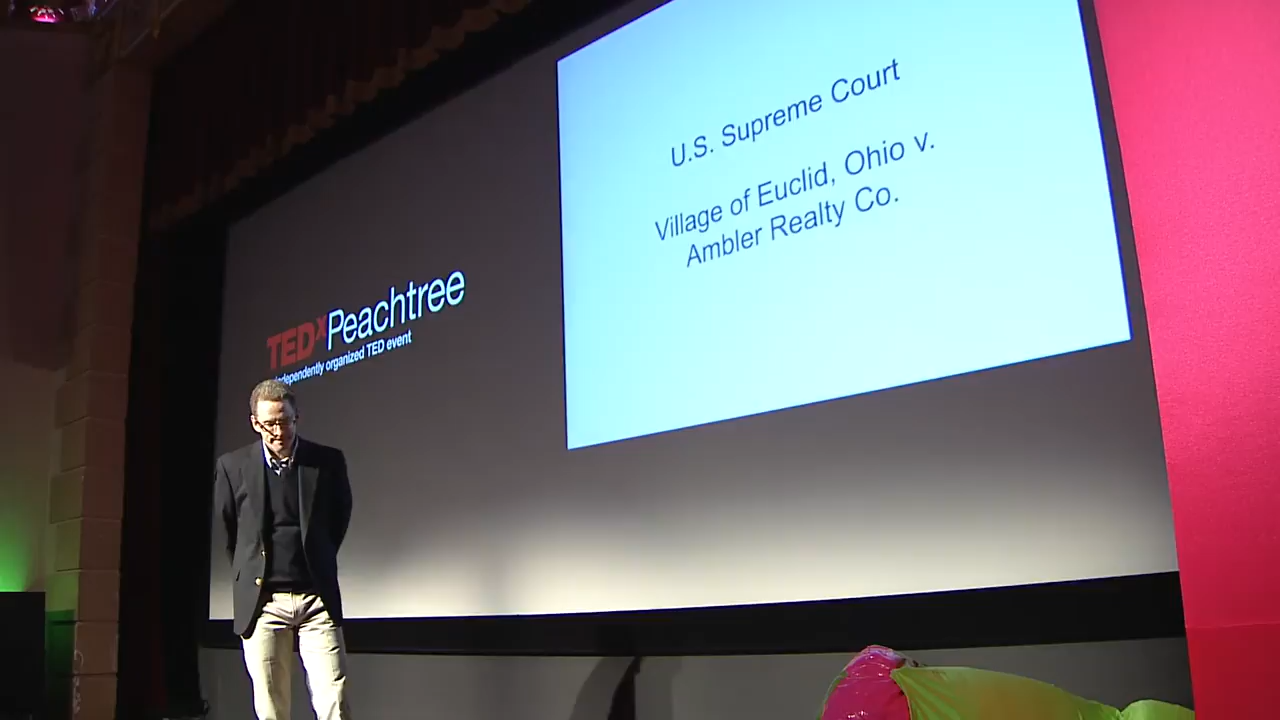 U.S. Supreme Court
Village of Euclid, Ohio v.
Ambler Realty Co.
TEDxPeachtree
independently organized TED event